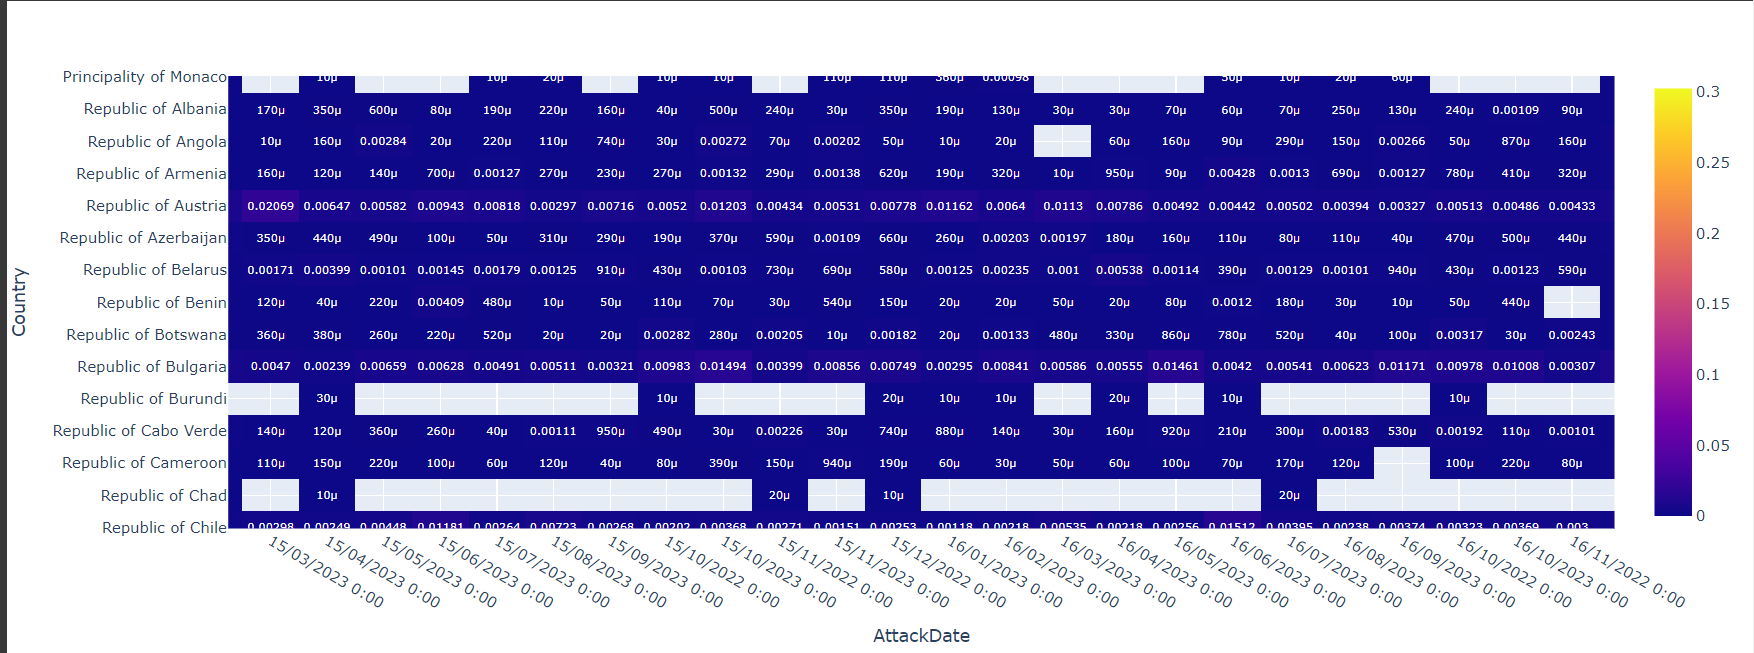 Principality of Monaco 10μ 10μ 20μ 10μ 10μ 110μ 110μ 360μ 0.00098 50μ 10μ 20μ 60μ
Republic of Albania 170μ 350μ 600μ 80μ 190μ 220μ 160μ 40μ 500μ 240μ 30μ 350μ 190μ 130μ 30μ 30μ 70μ 60μ 70μ 250μ 130μ 240μ 0.00109 90μ
Republic of Angola 10μ 160μ 0.00284 20μ 220μ 110μ 740μ 30μ 0.00272 70μ 0.00202 50μ 10μ 20μ 60μ 160μ 90μ 290μ 150μ 0.00266 50μ 870μ 160μ
Republic of Armenia 160μ 120μ 140μ 700μ 0.00127 270μ 230μ 270μ 0.00132 290μ 0.00138 620μ 190μ 320μ 10μ 950μ 90μ 0.00428 0.0013 690μ 0.00127 780μ 410μ 320μ
Republic of Austria 0.02069 0.00647 0.00582 0.00943 0.00818 0.00297 0.00716 0.0052 0.01203 0.00434 0.00531 0.00778 0.01162 0.0064 0.0113 0.00786 0.00492 0.00442 0.00502 0.00394 0.00327 0.00513 0.00486 0.00433
Republic of Azerbaijan 350μ 440μ 490μ 100μ 50μ 310μ 290μ 190μ 370μ 590μ 0.00109 660μ 260μ 0.00203 0.00197 180μ 160μ 110μ 80μ 110μ 40μ 470μ 500μ 440μ
Republic of Belarus 0.00171 0.00399 0.00101 0.00145 0.00179 0.00125 910μ 430μ 0.00103 730μ 690μ 580μ 0.00125 0.00235 0.001 0.00538 0.00114 390μ 0.00129 0.00101 940μ 430μ 0.00123 590μ
Republic of Benin 120μ 40μ 220μ 0.00409 480μ 10μ 50μ 110μ 70μ 30μ 540μ 150μ 20μ 20μ 50μ 20μ 80μ 0.0012 180μ 30μ 10μ 50μ 440μ
Republic of Botswana 360μ 380μ 260μ 220μ 520μ 20μ 20μ 0.00282 280μ 0.00205 10μ 0.00182 20μ 0.00133 480μ 330μ 860μ 780μ 520μ 40μ 100μ 0.00317 30μ 0.00243
Republic of Bulgaria 0.0047 0.00239 0.00659 0.00628 0.00491 0.00511 0.00321 0.00983 0.01494 0.00399 0.00856 0.00749 0.00295 0.00841 0.00586 0.00555 0.01461 0.0042 0.00541 0.00623 0.01171 0.00978 0.01008 0.00307
Republic of Burundi 30μ 10μ 20μ 10μ 10μ 20μ 10μ 10μ
Republic of Cabo Verde 140μ 120μ 360μ 260μ 40μ 0.00111 950μ 490μ 30μ 0.00226 30μ 740μ 880μ 140μ 30μ 160μ 920μ 210μ 300μ 0.00183 530μ 0.00192 110μ 0.00101
Republic of Cameroon 110μ 150μ 220μ 100μ 60μ 120μ 40μ 80μ 390μ 150μ 940μ 190μ 60μ 30μ 50μ 60μ 100μ 70μ 170μ 120μ 100μ 220μ 80μ
Republic of Chad 10μ 20μ 10μ 20μ
Republic of Chile 0.00298 0.00249 0.00448 0.01181 0.00264 0.00723 0.00268 0.00202 0.00368 0.00271 0.00151 0.00253 0.00118 0.00218 0.00535 0.00218 0.00256 0.01512 0.00395 0.00238 0.00374 0.00323 0.00369 0.003
15/03/2023 0:00
15/04/2023 0:00
15/05/2023 0:00
15/06/2023 0:00
15/07/2023 0:00
15/08/2023 0:00
15/09/2023 0:00
15/10/2022 0:00
15/10/2023 0:00
15/11/2022 0:00
15/11/2023 0:00
15/12/2022 0:00
16/01/2023 0:00
16/02/2023 0:00
16/03/2023 0:00
16/04/2023 0:00
16/05/2023 0:00
16/06/2023 0:00
16/07/2023 0:00
16/08/2023 0:00
16/09/2023 0:00
16/10/2022 0:00
16/10/2023 0:00
16/11/2022 0:00
AttackDate
Country
0.3
0.25
0.2
0.15
0.1
0.05
0